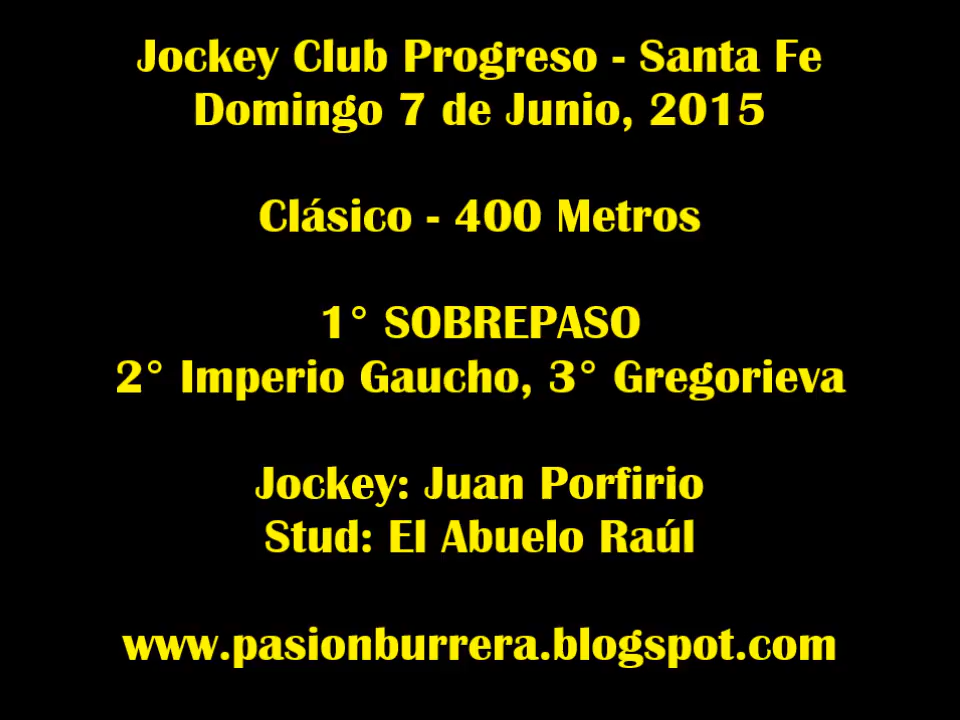 Jockey Club Progreso - Santa Fe
Domingo 7 de Junio, 2015
Clásico - 400 Metros
1° SOBREPASO
2° Imperio Gaucho, 3° Gregorieva
Jockey: Juan Porfirio
Stud: El Abuelo Raúl
www.pasionburrera.blogspot.com